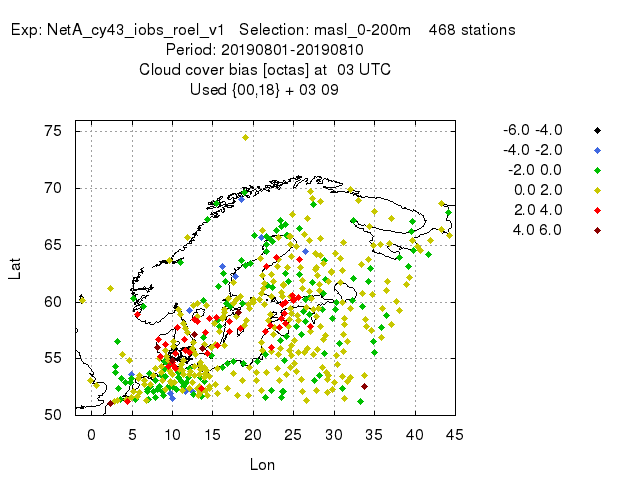 Exp: NetA_cy43_iobs_roel_v1 Selection: masl_0-200m 468 stations
Period: 20190801-20190810
Cloud cover bias [octas] at 03 UTC
Used {00,18} + 03 09
-6.0 -4.0
-4.0 -2.0
-2.0 0.0
0.0 2.0
2.0 4.0
4.0 6.0
75
70
65
60
55
50
Lat
0 5 10 15 20 25 30 35 40 45
Lon